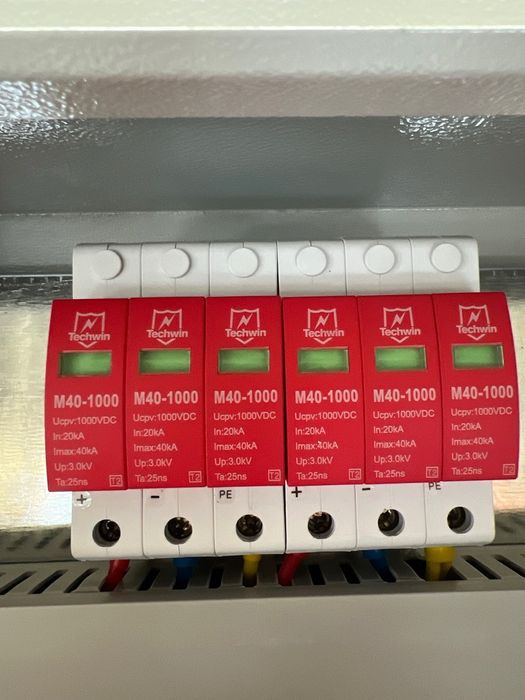 Techwin Techwin Techwin Techwin Techwin Techwin
M40-1000 M40-1000 M40-1000 M40-1000 M40-1000 M40-1000
Ucpv:1000VDC Ucpv:1000VDC Ucpv:1000VDC Ucpv:1000VDC Ucpv:1000VDC Ucpv:1000VDC
In:20kA In:20kA In:20kA In:20kA In:20kA In:20kA
Imax:40kA Imax:40kA Imax:40kA Imax:40kA Imax:40kA Imax:40kA
Up:3.0kV Up:3.0kV Up:3.0kV Up:3.0kV Up:3.0kV Up:3.0kV
Ta:25ns T2 Ta:25ns T2 Ta:25ns T2 Ta:25ns T2 Ta:25ns T2 Ta:25ns T2
+ - PE + - PE